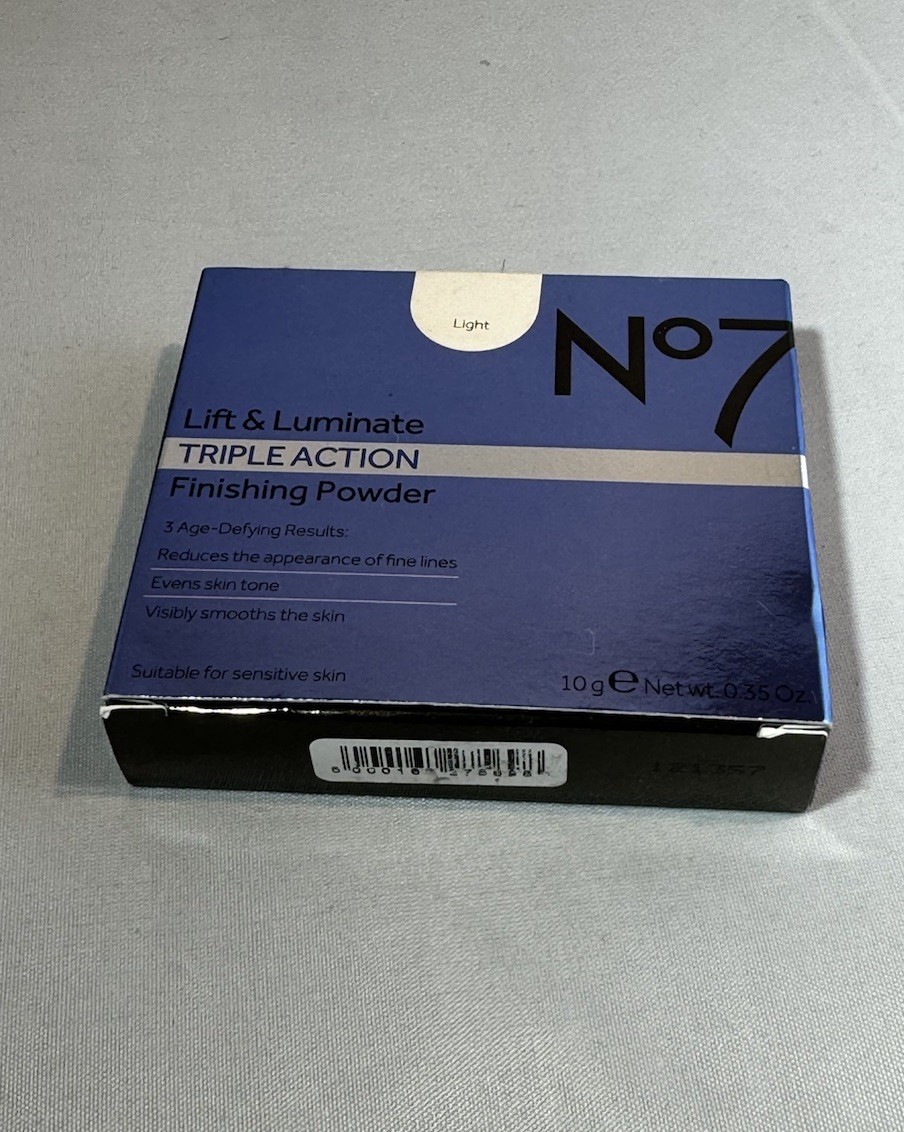 Light
No7
Lift & Luminate
TRIPLE ACTION
Finishing Powder
3 Age-Defying Results:
Reduces the appearance of fine lines
Evens skin tone
Visibly smooths the skin
Suitable for sensitive skin
10 g e Net wt. 0.35 Oz.